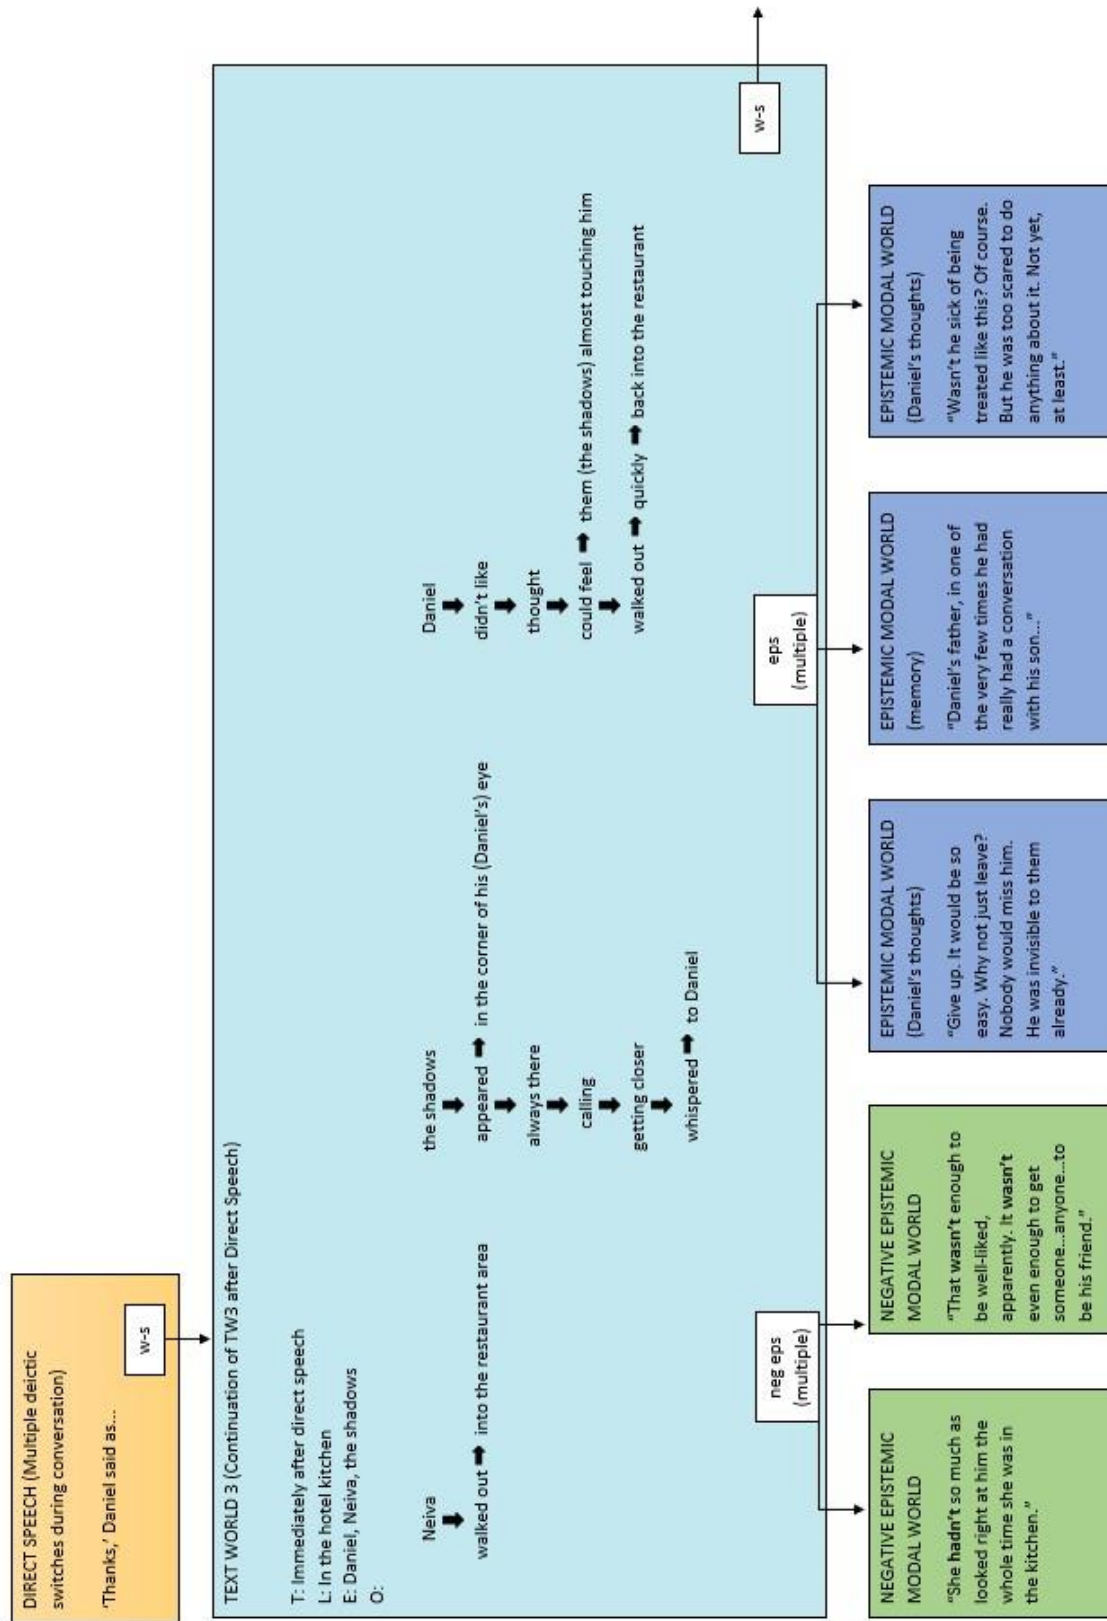 DIRECT SPEECH (Multiple deictic
switches during conversation)
'Thanks,' Daniel said as...
w-s
TEXT WORLD 3 (Continuation of TW3 after Direct Speech)
T: Immediately after direct speech
L: In the hotel kitchen
E: Daniel, Neiva, the shadows
O:
Neiva
walked out ➡ into the restaurant area
the shadows
appeared ➡ in the corner of his (Daniel's) eye
always there
calling
getting closer
whispered ➡ to Daniel
Daniel
didn't like
thought
could feel ➡ them (the shadows) almost touching him
walked out ➡ quickly ➡ back into the restaurant
w-s
neg eps
(multiple)
eps
(multiple)
NEGATIVE EPISTEMIC
MODAL WORLD
"She hadn't so much as
looked right at him the
whole time she was in
the kitchen."
NEGATIVE EPISTEMIC
MODAL WORLD
"That wasn't enough to
be well-liked,
apparently. It wasn't
even enough to get
someone...anyone...to
be his friend."
EPISTEMIC MODAL WORLD
(Daniel's thoughts)
"Give up. It would be so
easy. Why not just leave?
Nobody would miss him.
He was invisible to them
already."
EPISTEMIC MODAL WORLD
(memory)
"Daniel's father, in one of
the very few times he had
really had a conversation
with his son..."
EPISTEMIC MODAL WORLD
(Daniel's thoughts)
"Wasn't he sick of being
treated like this? Of course.
But he was too scared to do
anything about it. Not yet,
at least."